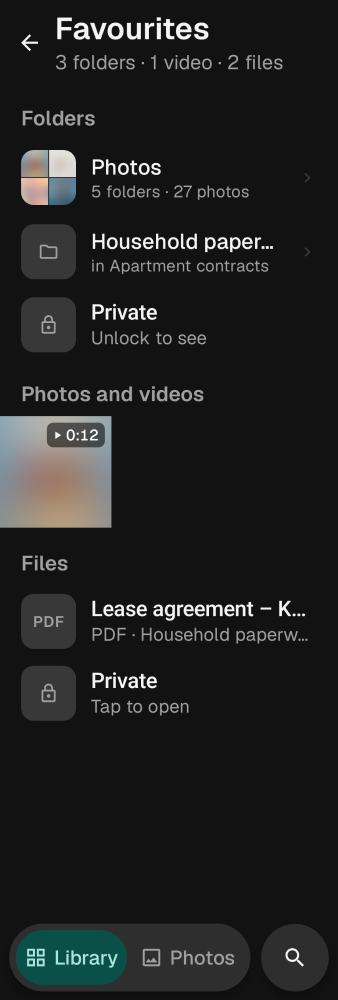 Favourites
3 folders · 1 video · 2 files
Folders
Photos
5 folders · 27 photos
Household paper...
in Apartment contracts
Private
Unlock to see
Photos and videos
0:12
Files
PDF
Lease agreement – K...
PDF · Household paperw...
Private
Tap to open
Library
Photos